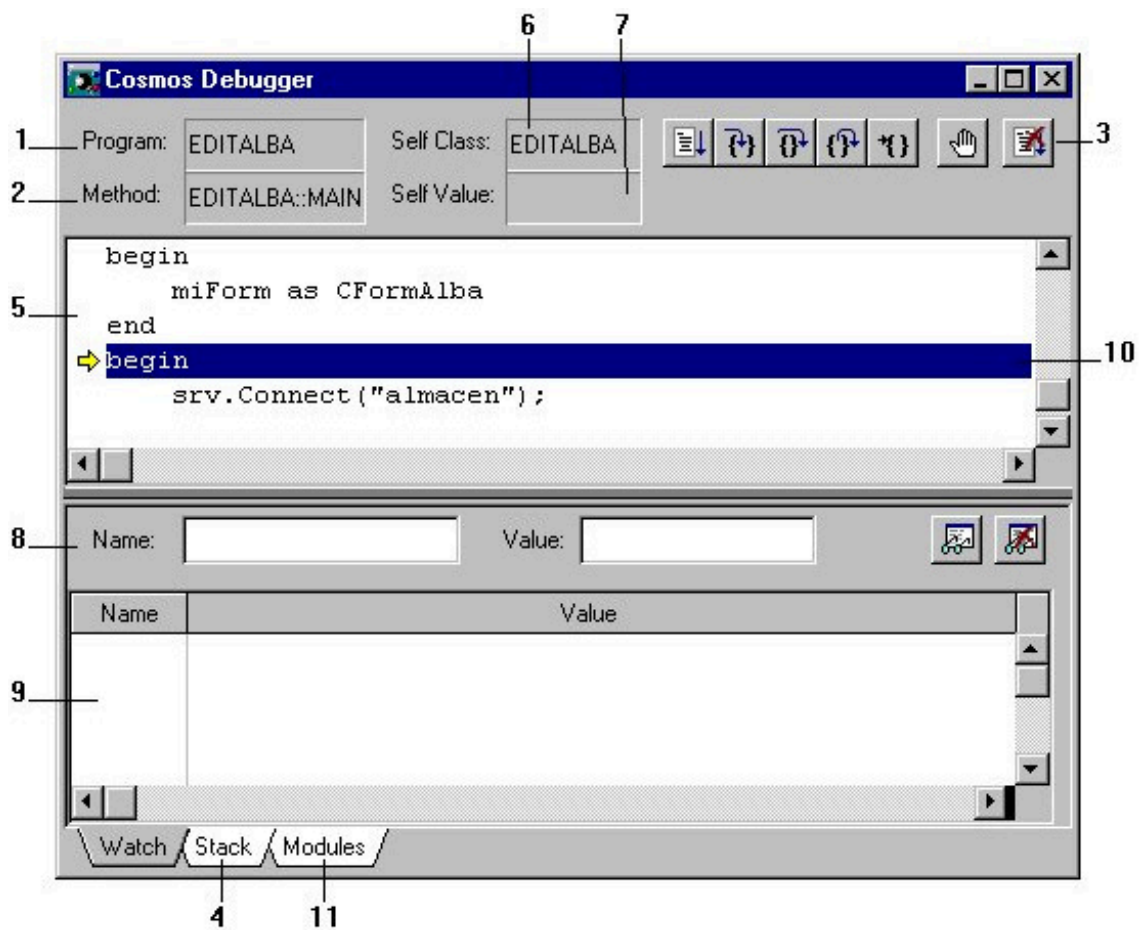 6 7
Cosmos Debugger
1 Program: EDITALBA Self Class: EDITALBA 3
2 Method: EDITALBA::MAIN Self Value:
begin
miForm as CFormAlba
5
end
begin 10
srv.Connect("almacen");
8 Name: Value:
Name Value
9
Watch Stack Modules
4 11